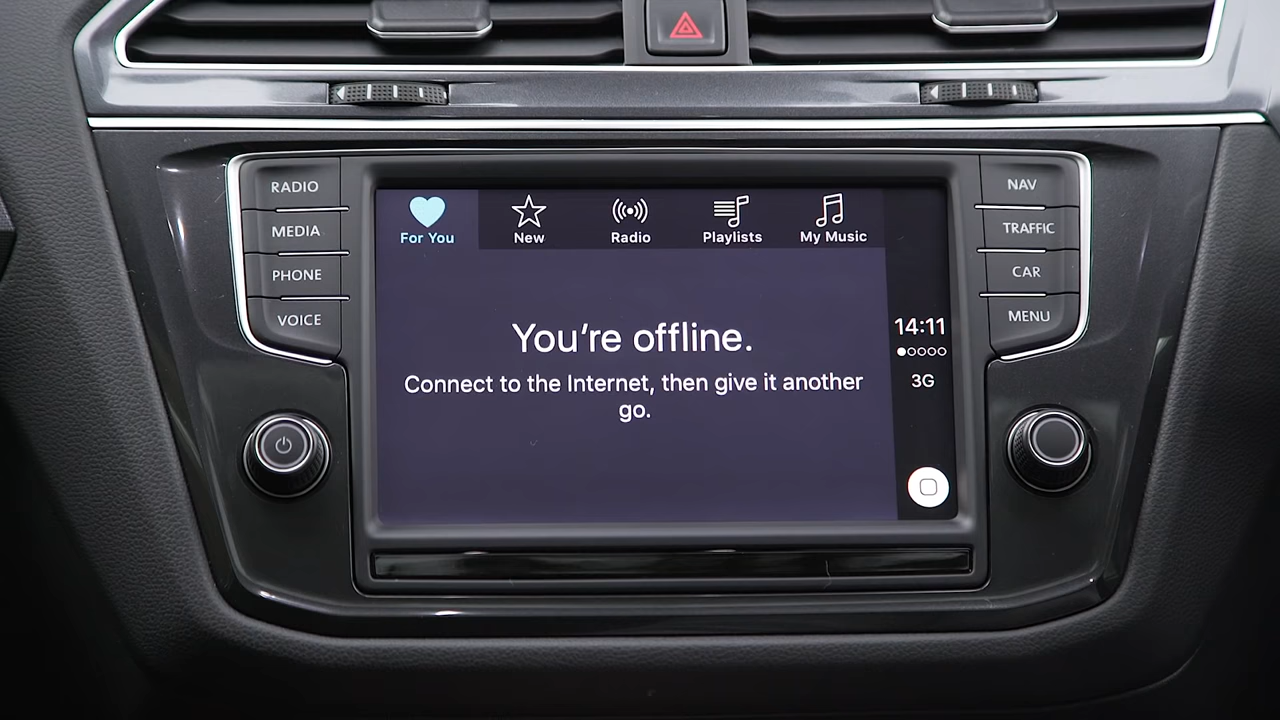 RADIO
MEDIA
PHONE
VOICE
For You
New
Radio
Playlists
My Music
You're offline.
Connect to the Internet, then give it another
go.
14:11
3G
NAV
TRAFFIC
CAR
MENU